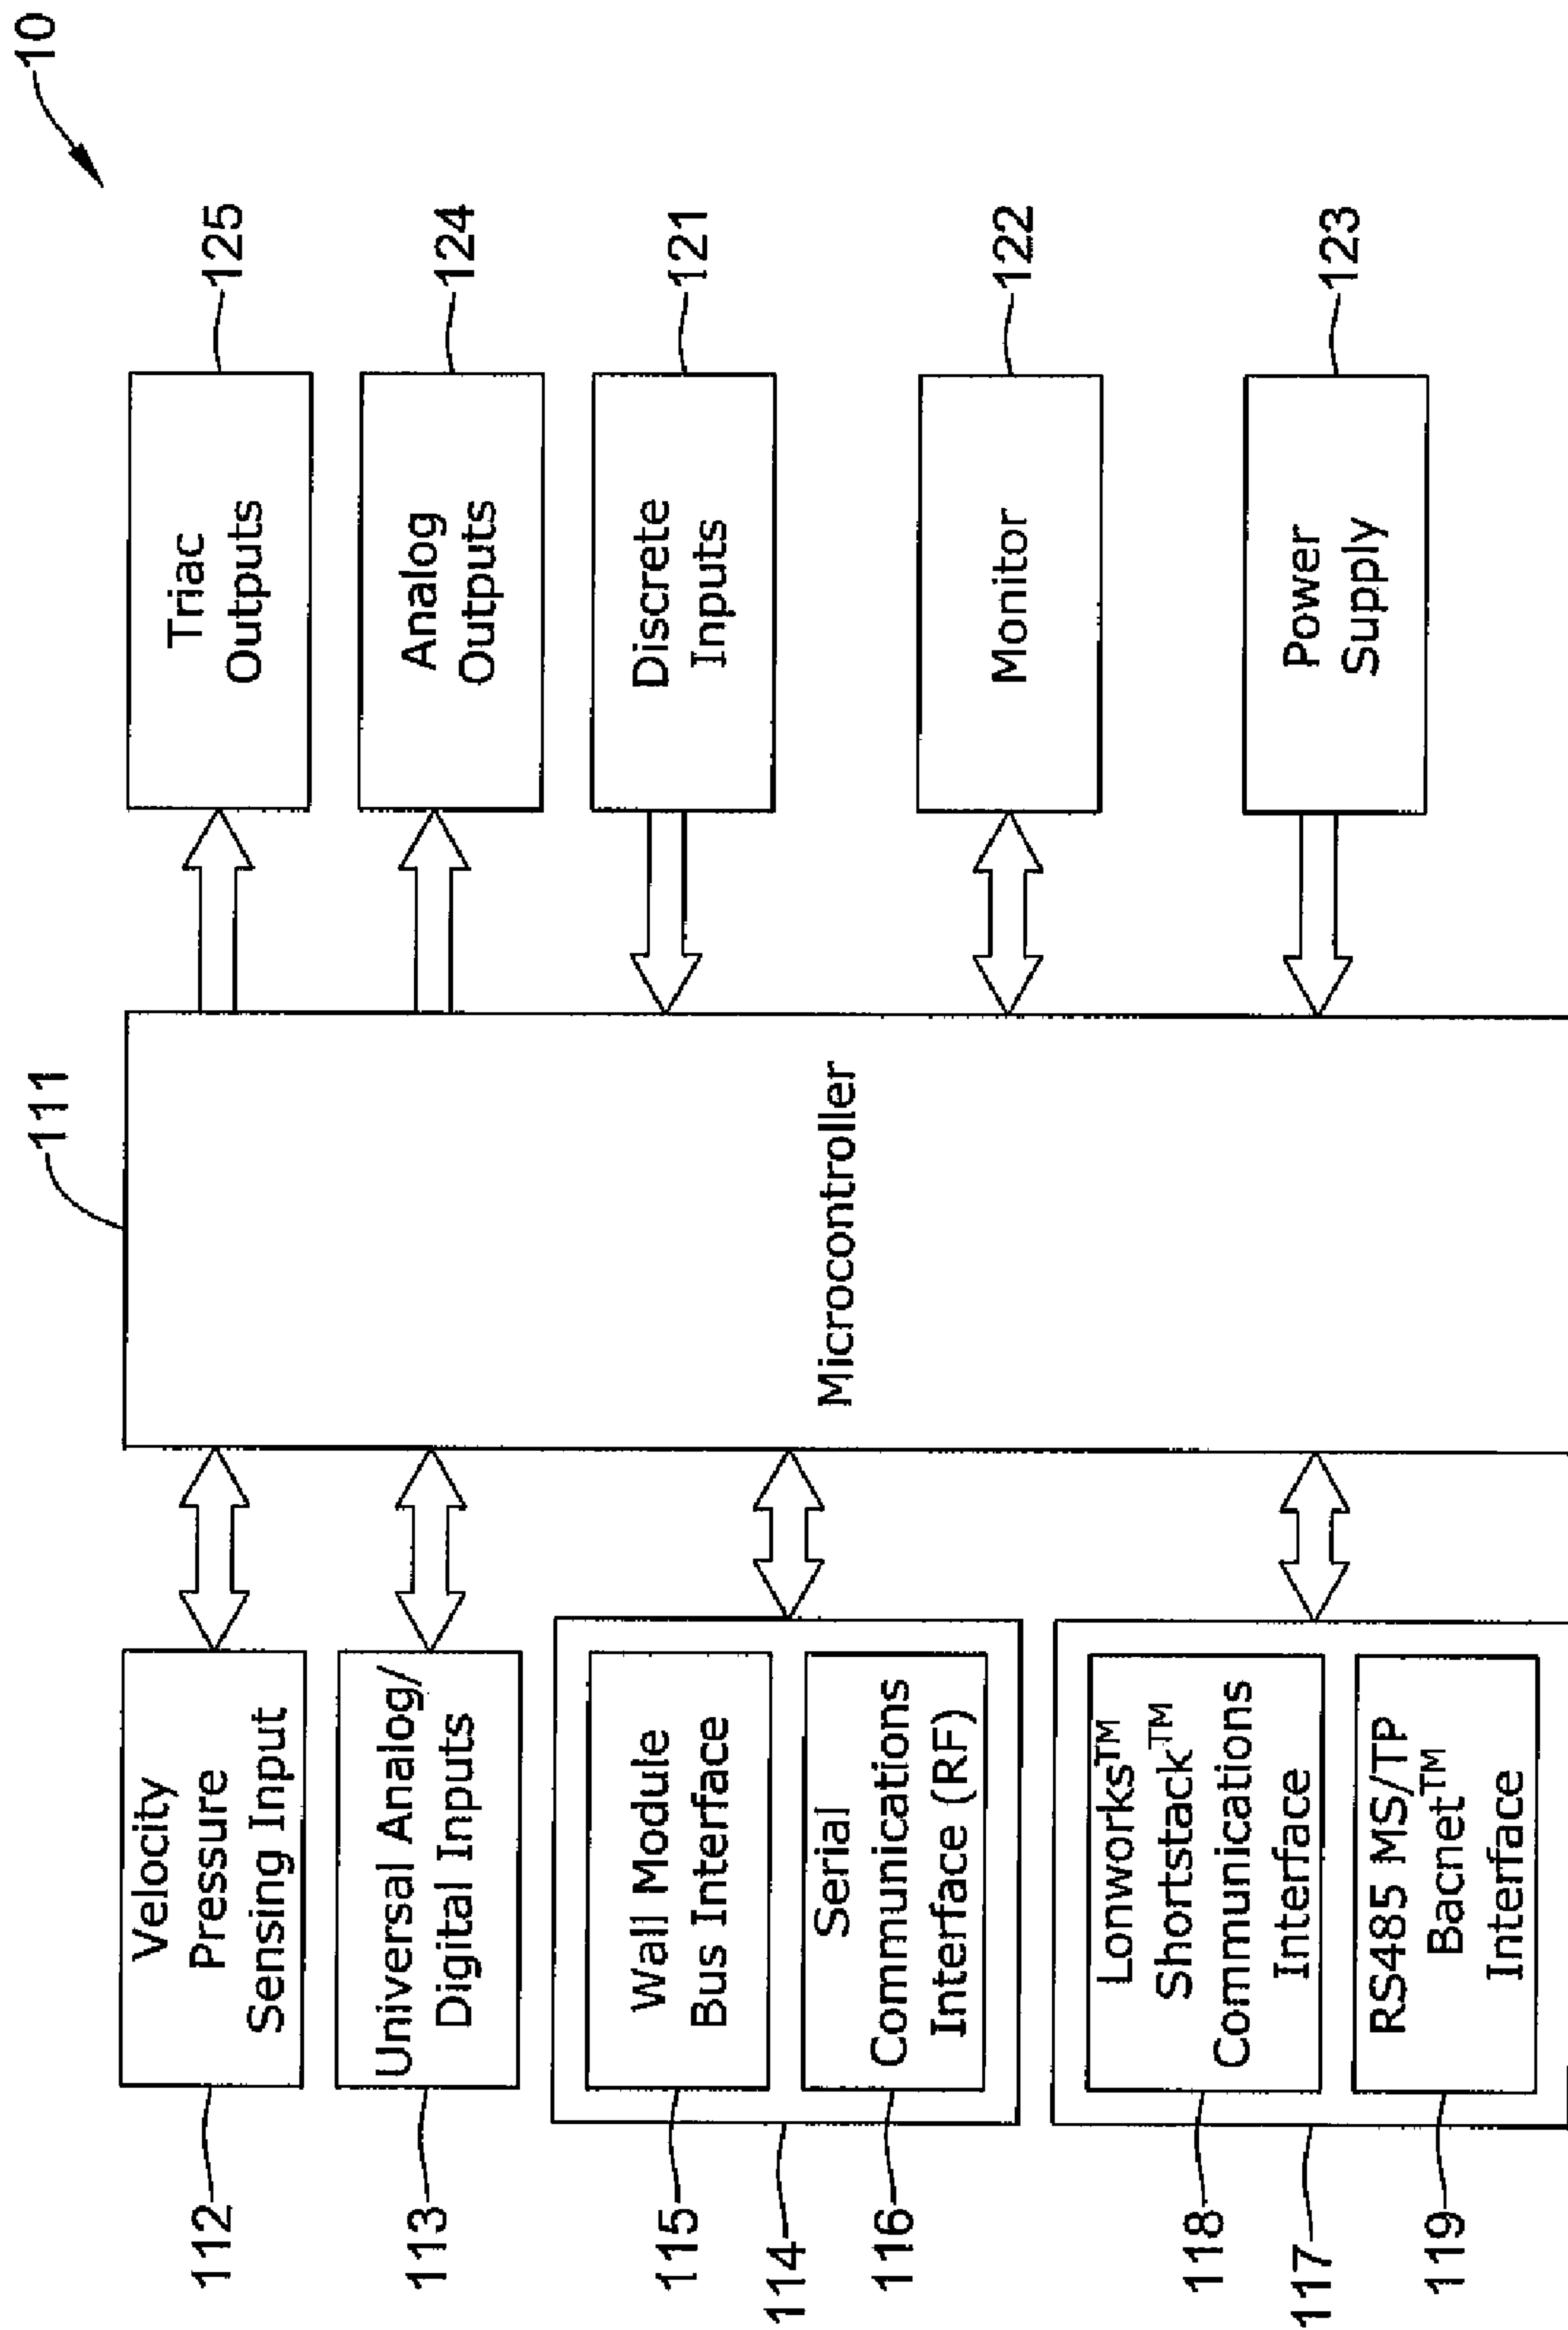 10
111
112
Velocity
Pressure
Sensing Input
113
Universal Analog/
Digital Inputs
115
Wall Module
Bus Interface
114
116
Serial
Communications
Interface (RF)
118
Lonworks™
Shortstack™
Communications
Interface
117
119
RS485 MS/TP
Bacnet™
Interface
Microcontroller
Triac
Outputs
125
Analog
Outputs
124
Discrete
Inputs
121
Monitor
122
Power
Supply
123